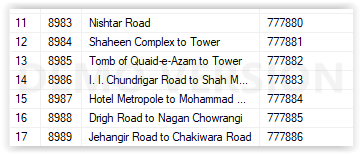 11 8983 Nishtar Road 777880
12 8984 Shaheen Complex to Tower 777881
13 8985 Tomb of Quaid-e-Azam to Tower 777882
14 8986 I. I. Chundrigar Road to Shah M... 777883
15 8987 Hotel Metropole to Mohammad ... 777884
16 8988 Drigh Road to Nagan Chowrangi 777885
17 8989 Jehangir Road to Chakiwara Road 777886